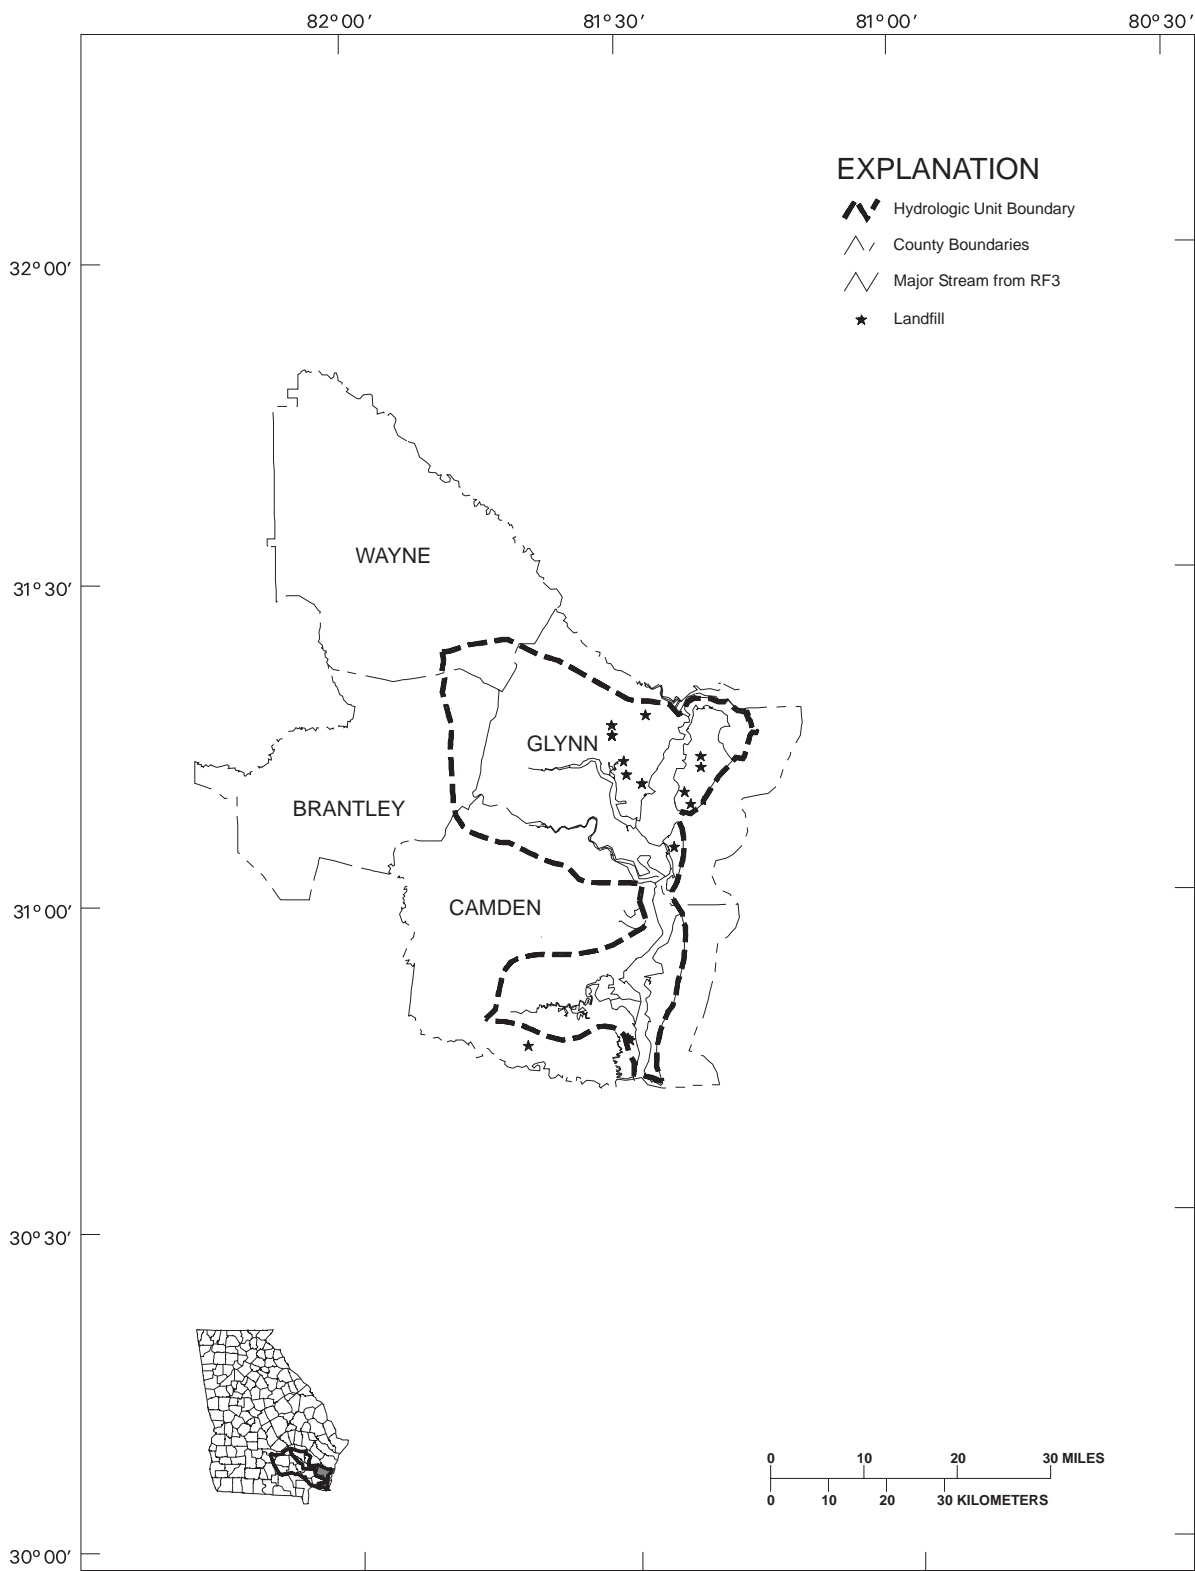 82° 00′ 81° 30′ 81° 00′ 80° 30′
EXPLANATION
Hydrologic Unit Boundary
County Boundaries
32° 00′
Major Stream from RF3
Landfill
WAYNE
31° 30′
GLYNN
BRANTLEY
31° 00′
CAMDEN
30° 30′
0 10 20 30 MILES
0 10 20 30 KILOMETERS
30° 00′